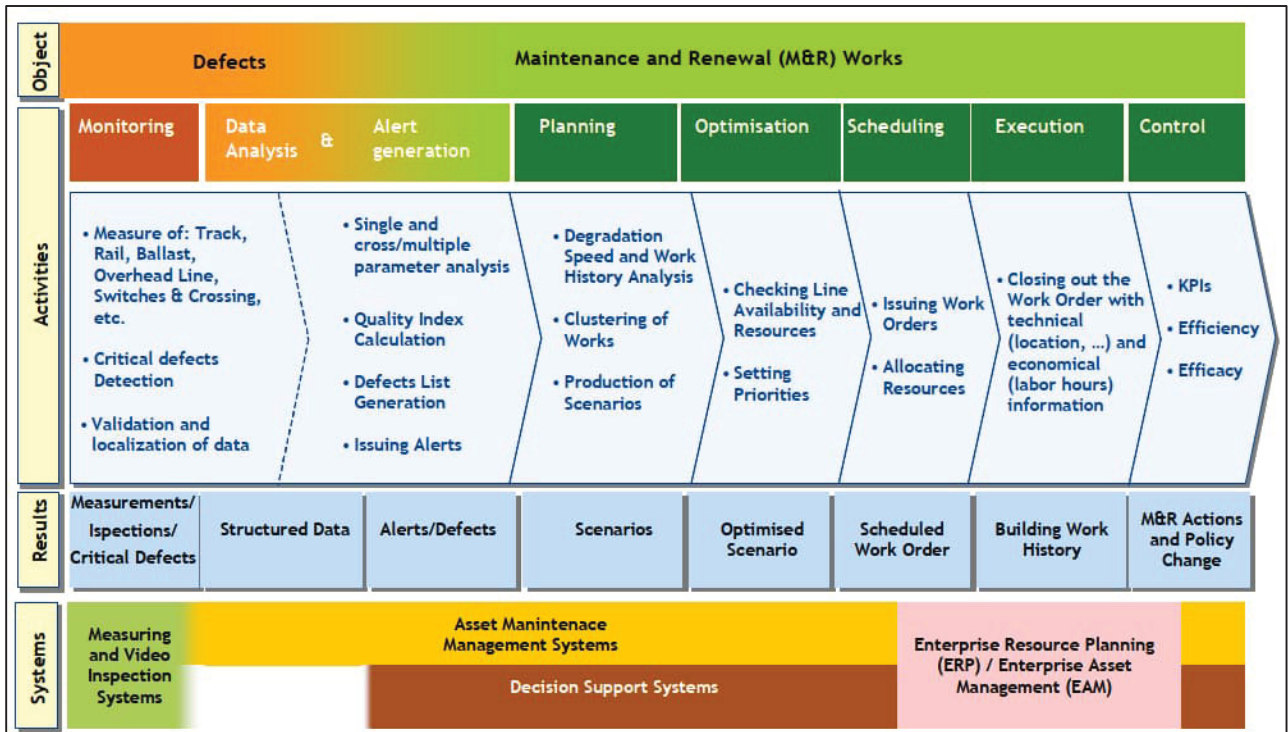 Object
Defects
Maintenance and Renewal (M&R) Works
Activities
Monitoring
Data
Analysis
&
Alert
generation
Planning
Optimisation
Scheduling
Execution
Control
• Measure of: Track,
Rail, Ballast,
Overhead Line,
Switches & Crossing,
etc.
• Critical defects
Detection
• Validation and
localization of data
• Single and
cross/multiple
parameter analysis
• Quality Index
Calculation
• Defects List
Generation
• Issuing Alerts
• Degradation
Speed and Work
History Analysis
• Clustering of
Works
• Production of
Scenarios
• Checking Line
Availability and
Resources
• Setting
Priorities
• Issuing Work
Orders
• Allocating
Resources
• Closing out the
Work Order with
technical
(location, ...) and
economical
(labor hours)
information
• KPIs
• Efficiency
• Efficacy
Results
Measurements/
Ispections/
Critical Defects
Structured Data
Alerts/Defects
Scenarios
Optimised
Scenario
Scheduled
Work Order
Building Work
History
M&R Actions
and Policy
Change
Systems
Measuring
and Video
Inspection
Systems
Asset Manintenace
Management Systems
Decision Support Systems
Enterprise Resource Planning
(ERP) / Enterprise Asset
Management (EAM)